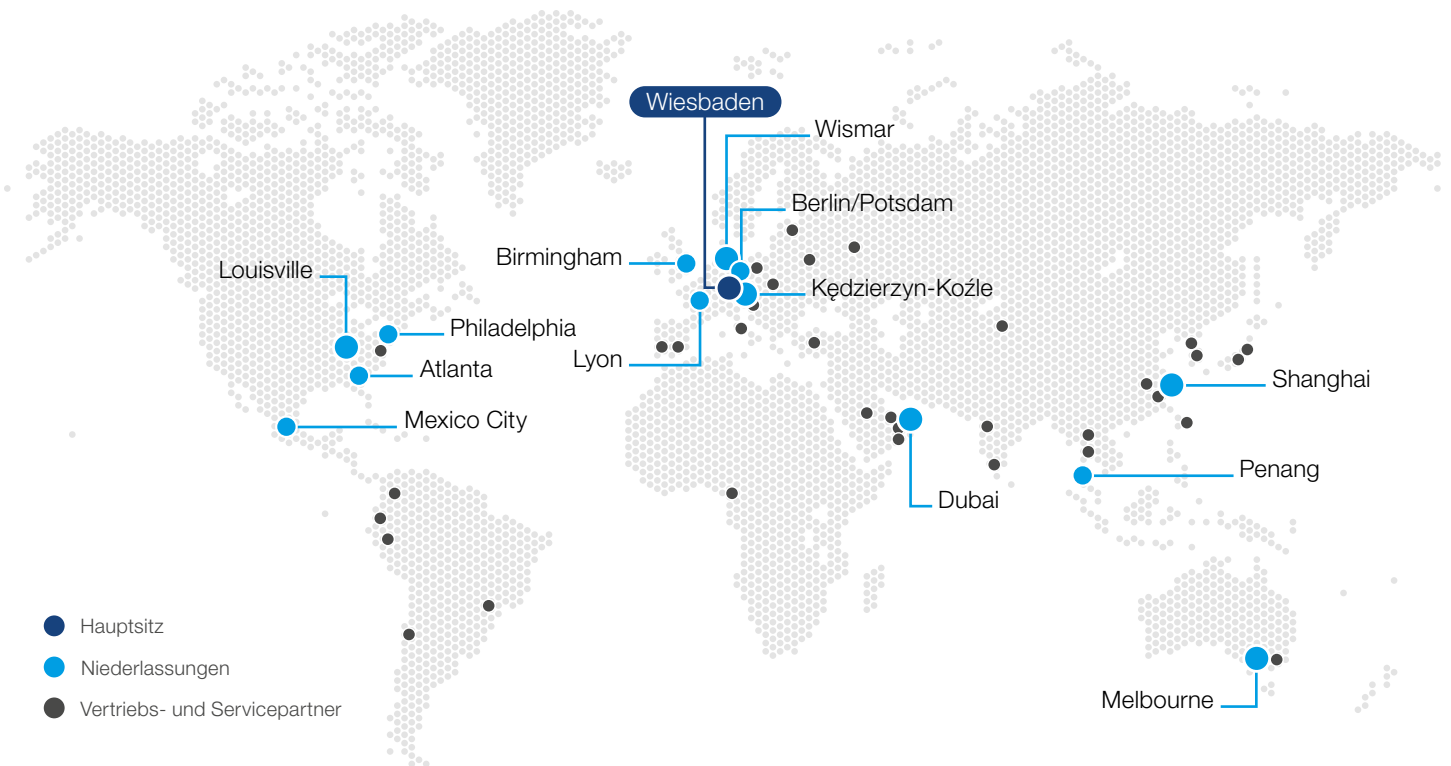 Wiesbaden
Wismar
Berlin/Potsdam
Birmingham
Louisville
Kędzierzyn-Koźle
Philadelphia
Lyon
Atlanta
Shanghai
Mexico City
Penang
Dubai
Hauptsitz
Niederlassungen
Melbourne
Vertriebs- und Servicepartner